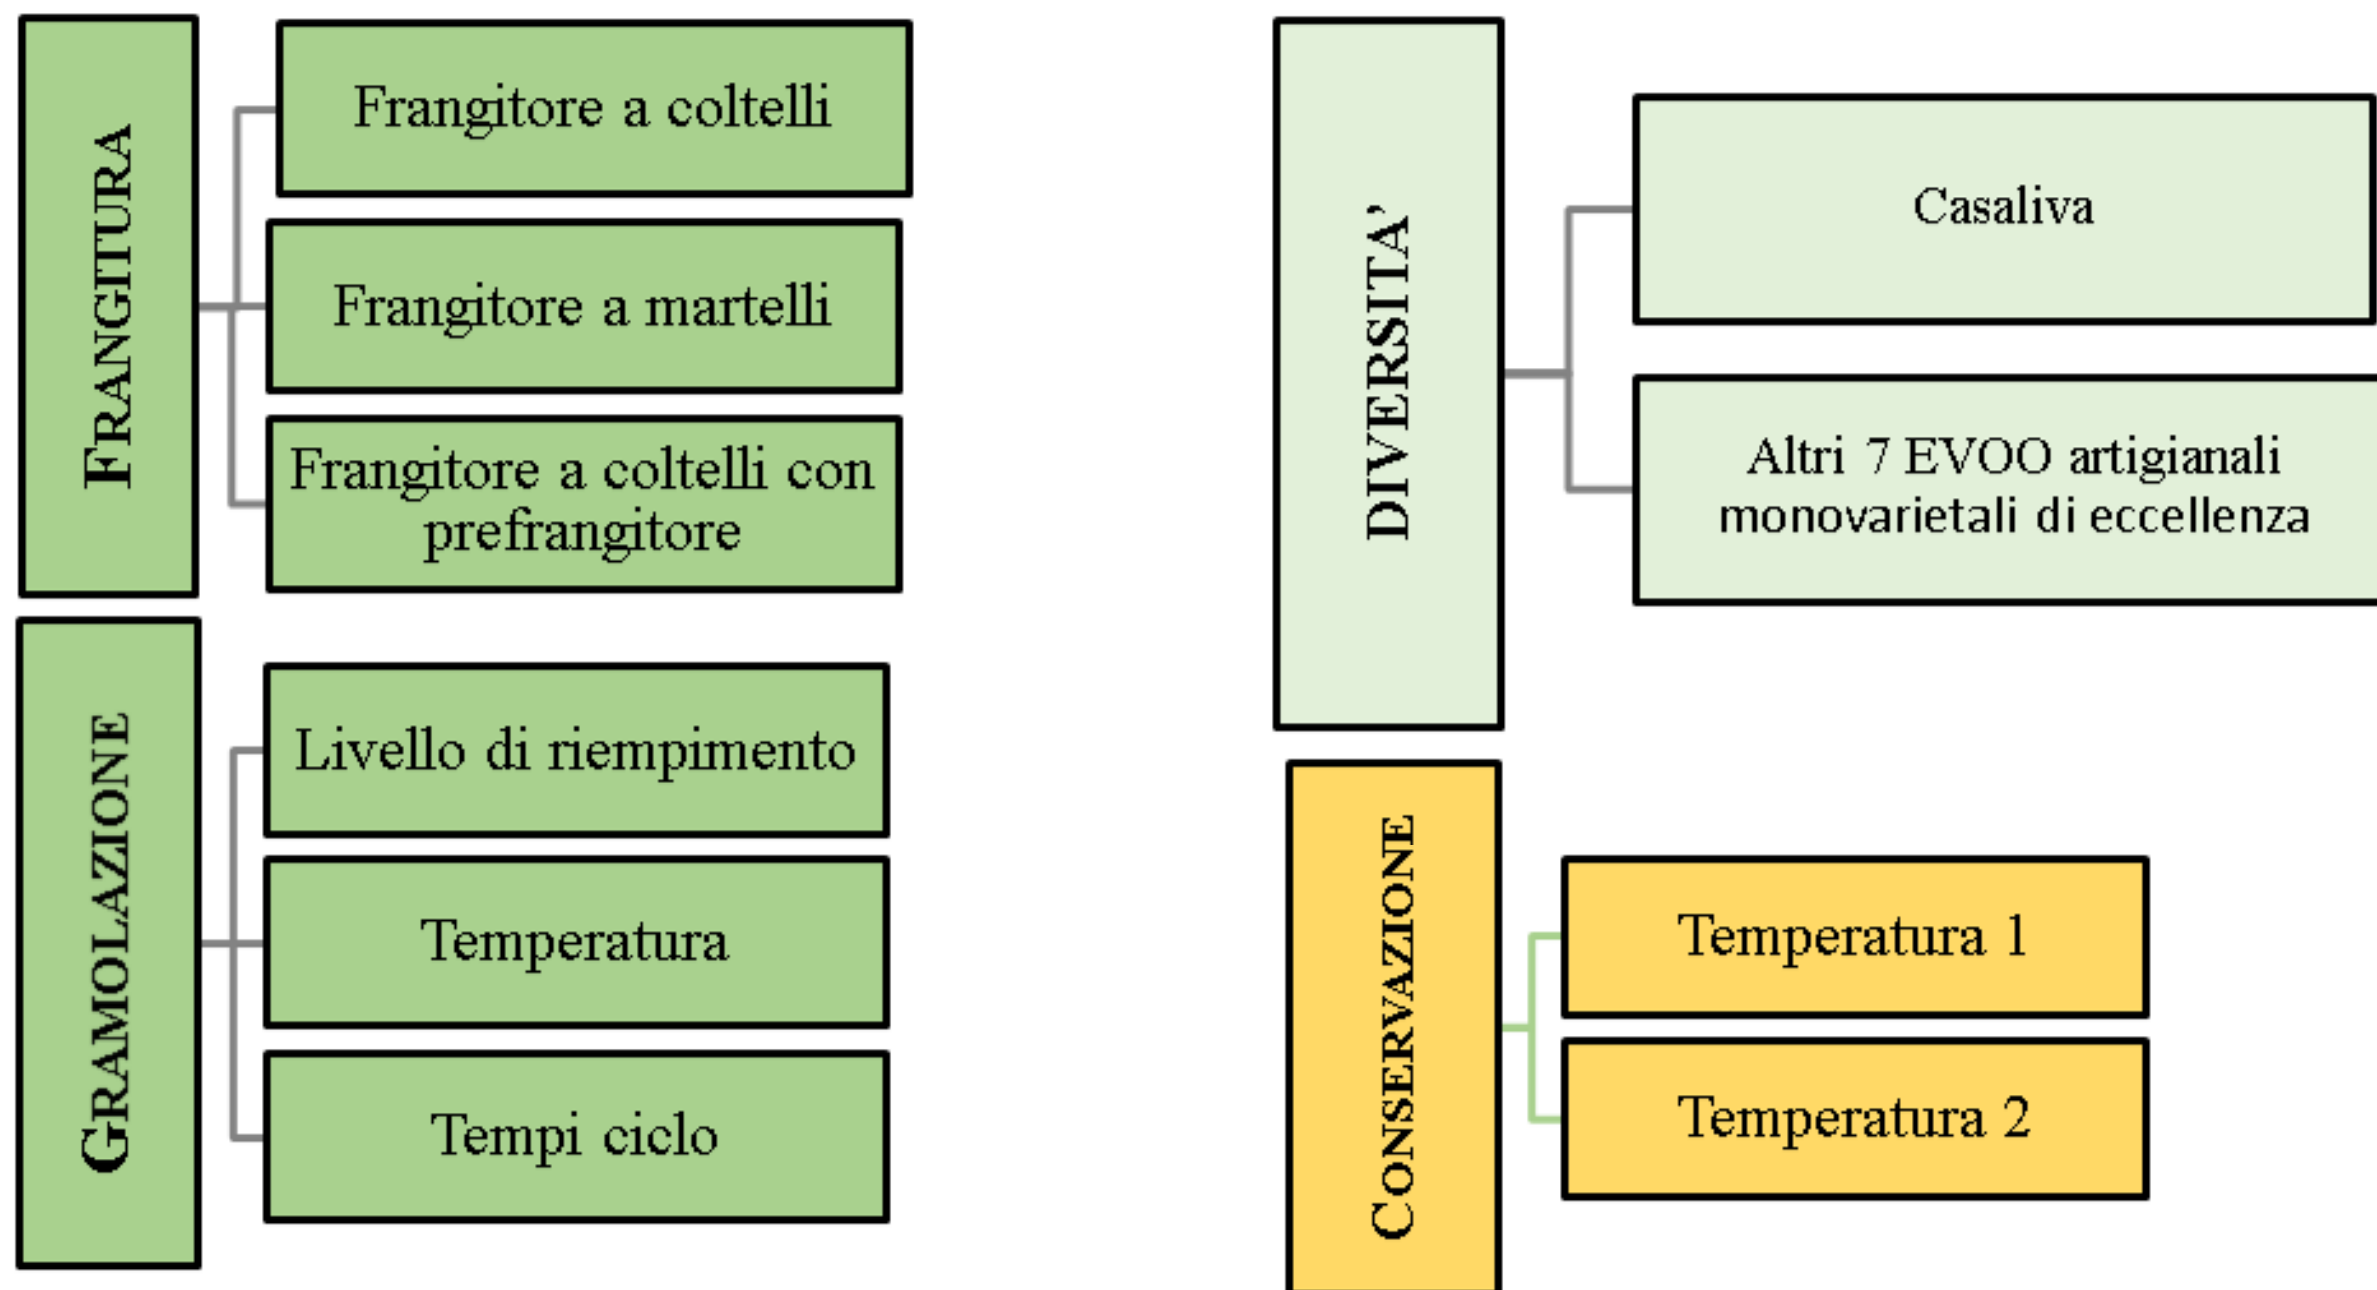 FRANGITURA
Frangitore a coltelli
Frangitore a martelli
Frangitore a coltelli con
prefrangitore
GRAMOLAZIONE
Livello di riempimento
Temperatura
Tempi ciclo
DIVERSITA’
Casaliva
Altri 7 EVOO artigianali
monovarietali di eccellenza
CONSERVAZIONE
Temperatura 1
Temperatura 2